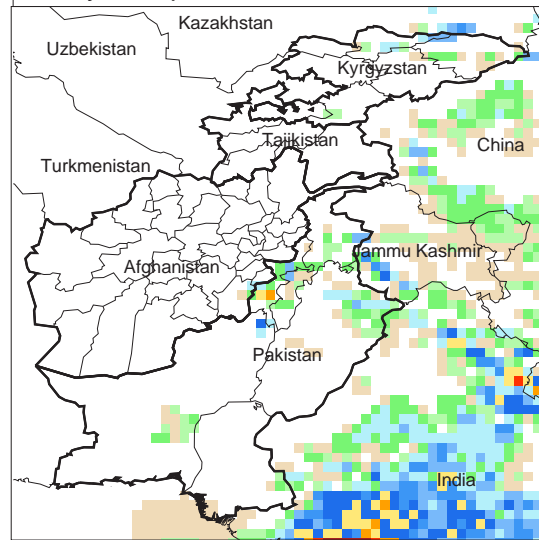 Kazakhstan
Uzbekistan
Kyrgyzstan
Tajikistan
China
Turkmenistan
Jammu Kashmir
Afghanistan
Pakistan
India